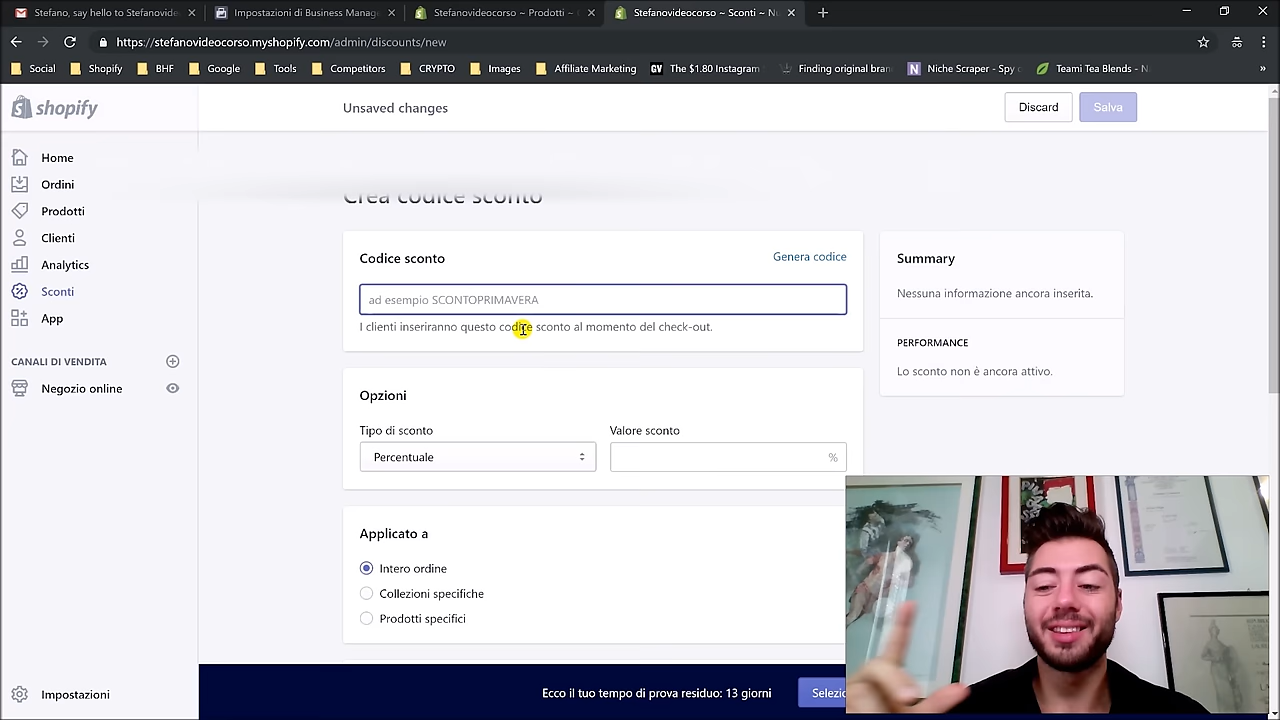 Stefano, say hello to Stefanovide
Impostazioni di Business Manag
Stefanovideocorso ~ Prodotti ~
Stefanovideocorso ~ Sconti ~ Nu
https://stefanovideocorso.myshopify.com/admin/discounts/new
Social
Shopify
BHF
Google
Tools
Competitors
CRYPTO
Images
Affiliate Marketing
GV
The $1.80 Instagram
Finding original bran
N
Niche Scraper - Spy
Teami Tea Blends - N
shopify
Unsaved changes
Discard
Salva
Home
Ordini
Prodotti
Clienti
Analytics
Sconti
App
CANALI DI VENDITA
Negozio online
Impostazioni
Crea codice sconto
Codice sconto
Genera codice
ad esempio SCONTOPRIMAVERA
I clienti inseriranno questo codice sconto al momento del check-out.
Opzioni
Tipo di sconto
Valore sconto
Percentuale
%
Applicato a
Intero ordine
Collezioni specifiche
Prodotti specifici
Summary
Nessuna informazione ancora inserita.
PERFORMANCE
Lo sconto non è ancora attivo.
Ecco il tuo tempo di prova residuo: 13 giorni
Selezio